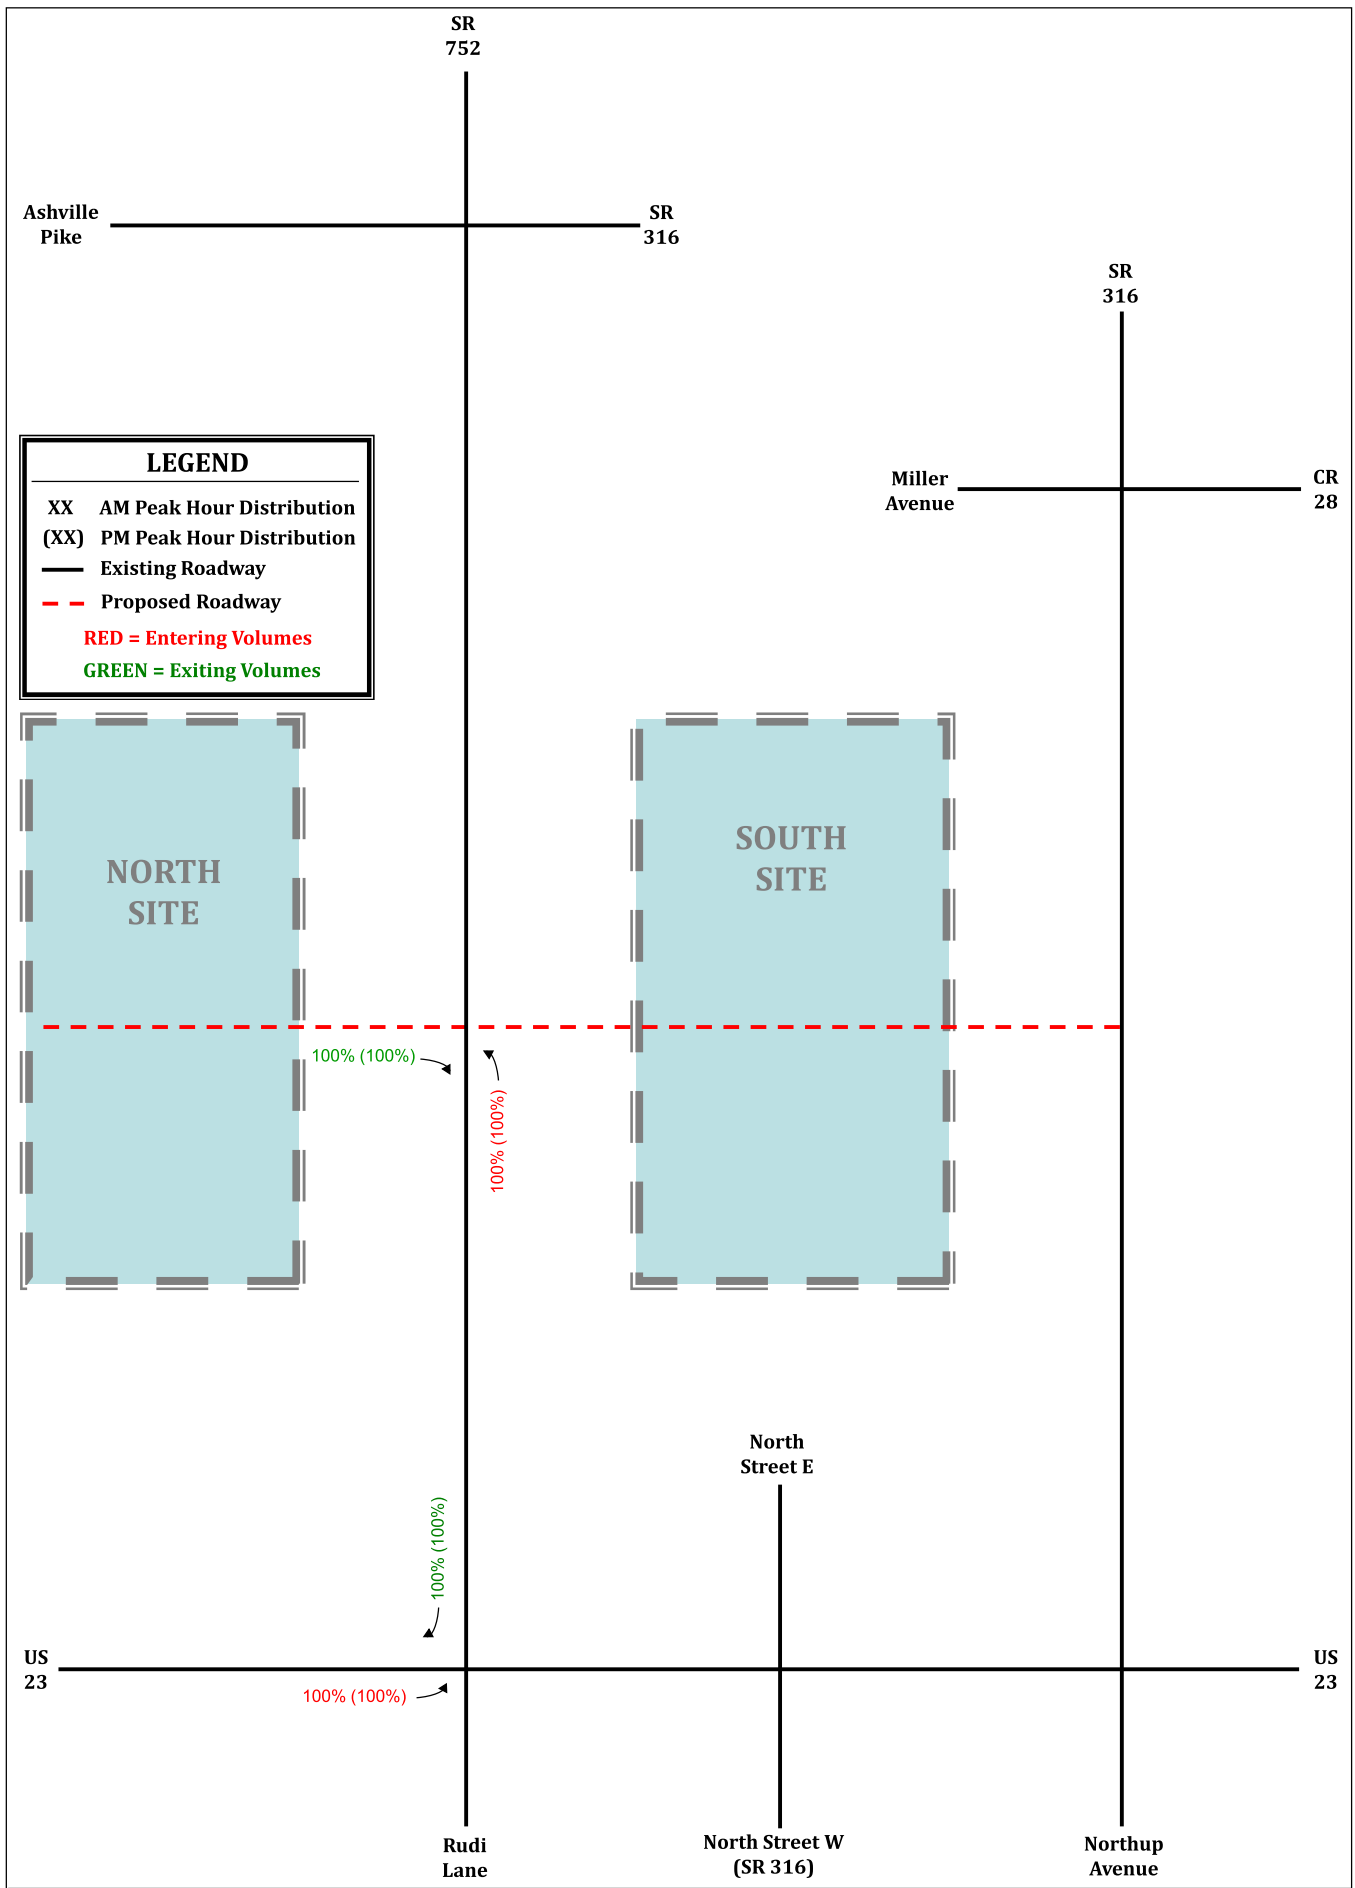 SR
752
Ashville
Pike
SR
316
SR
316
LEGEND
XX AM Peak Hour Distribution
(XX) PM Peak Hour Distribution
Existing Roadway
Proposed Roadway
RED = Entering Volumes
GREEN = Exiting Volumes
Miller
Avenue
CR
28
NORTH
SITE
SOUTH
SITE
100% (100%)
100% (100%)
North
Street E
100% (100%)
US
23
US
23
100% (100%)
Rudi
Lane
North Street W
(SR 316)
Northup
Avenue